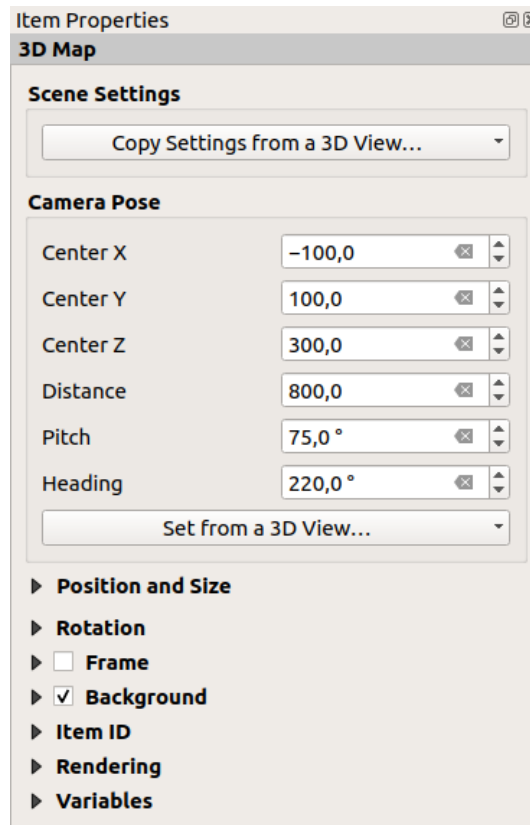 Item Properties
3D Map
Scene Settings
Copy Settings from a 3D View…
Camera Pose
Center X −100,0
Center Y 100,0
Center Z 300,0
Distance 800,0
Pitch 75,0 °
Heading 220,0 °
Set from a 3D View…
Position and Size
Rotation
Frame
Background
Item ID
Rendering
Variables